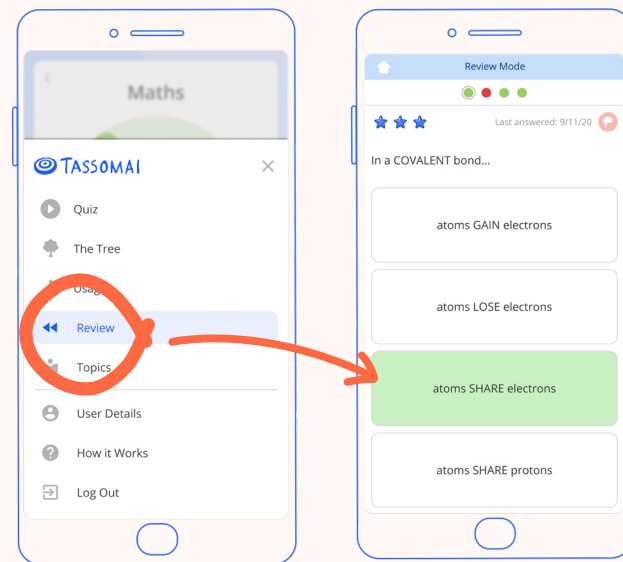 Maths
TASSOMAI
Quiz
The Tree
Usage
Review
Topics
User Details
How it Works
Log Out
Review Mode
Last answered: 9/11/20
In a COVALENT bond...
atoms GAIN electrons
atoms LOSE electrons
atoms SHARE electrons
atoms SHARE protons